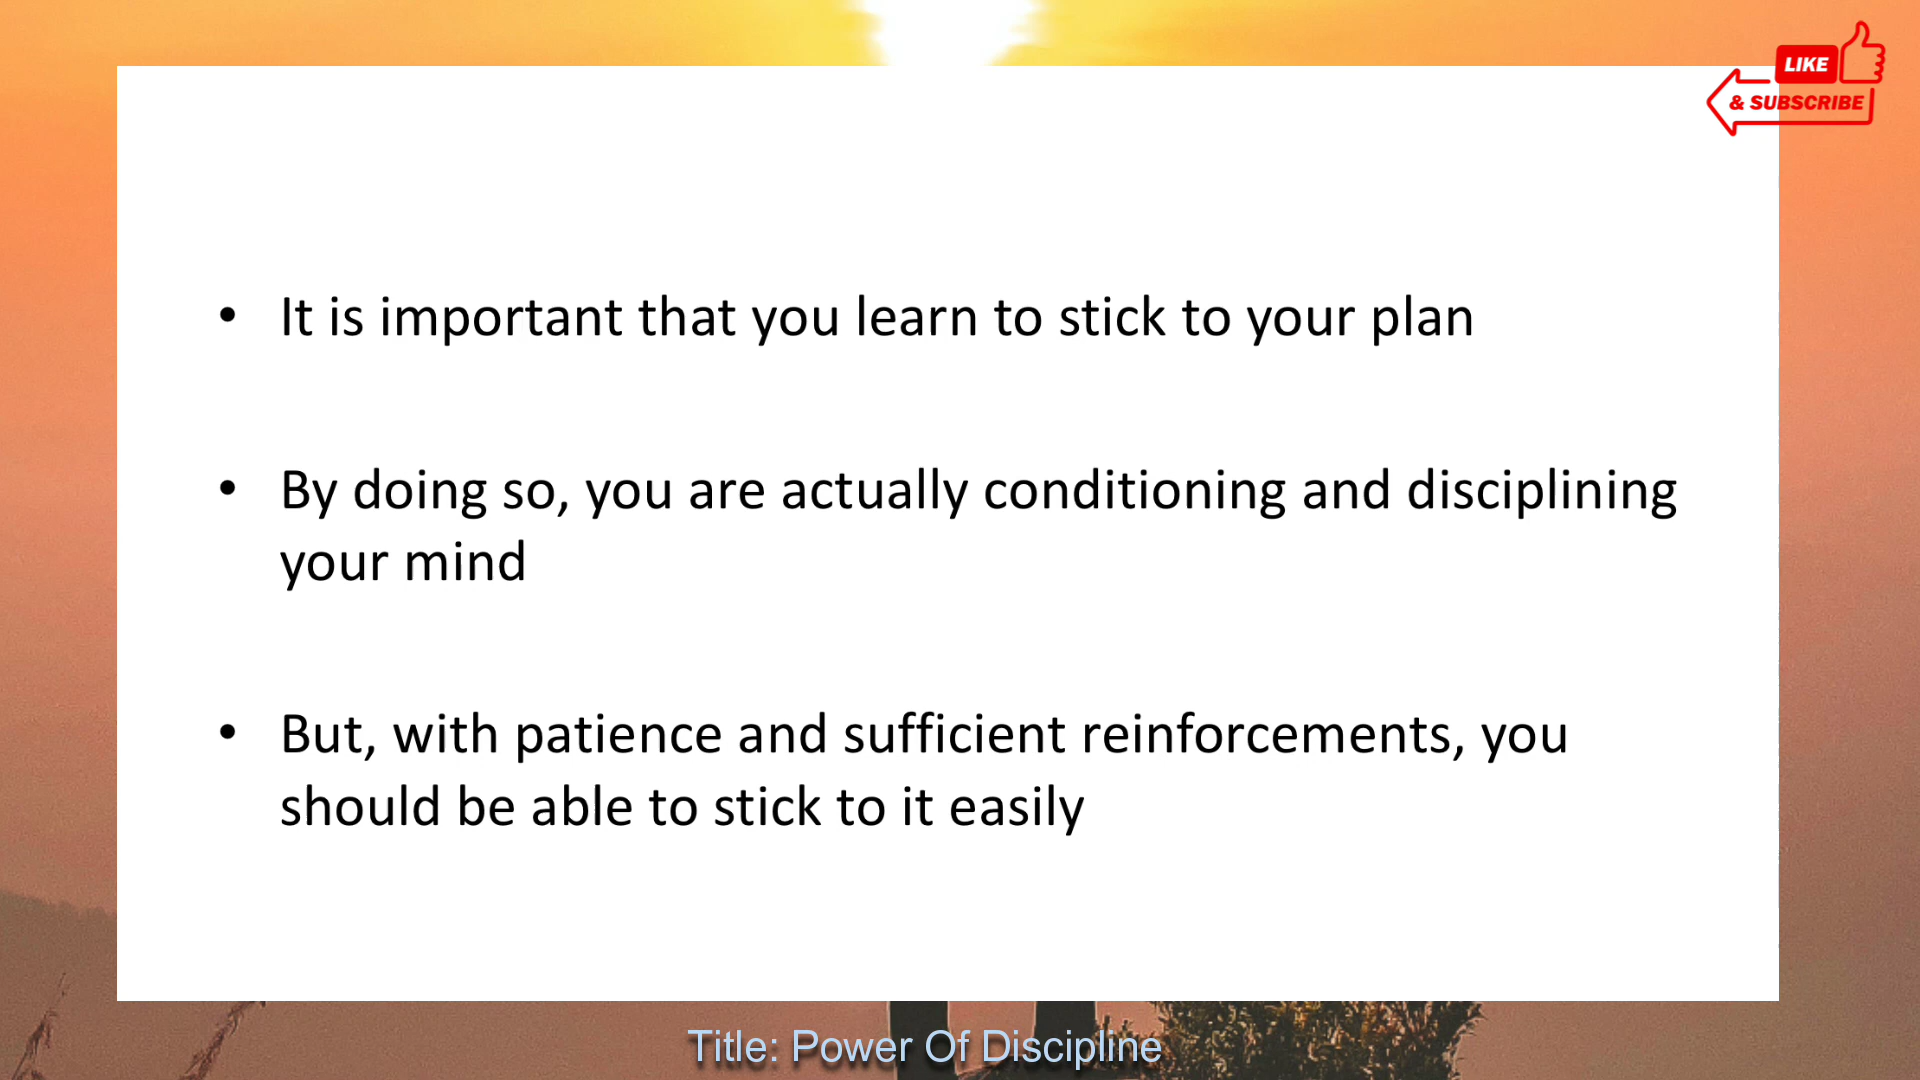 LIKE
& SUBSCRIBE
• It is important that you learn to stick to your plan
• By doing so, you are actually conditioning and disciplining
your mind
• But, with patience and sufficient reinforcements, you
should be able to stick to it easily
Title: Power Of Discipline